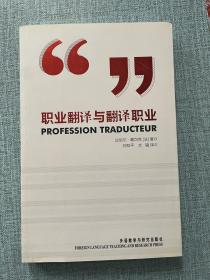 职业翻译与翻译职业
PROFESSION TRADUCTEUR
外语教学与研究出版社
FOREIGN LANGUAGE TEACHING AND RESEARCH PRESS